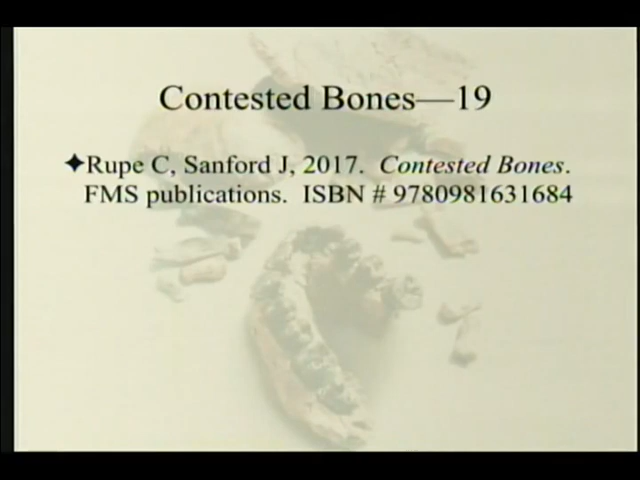 Contested Bones—19
✦Rupe C, Sanford J, 2017. Contested Bones.
FMS publications. ISBN # 9780981631684